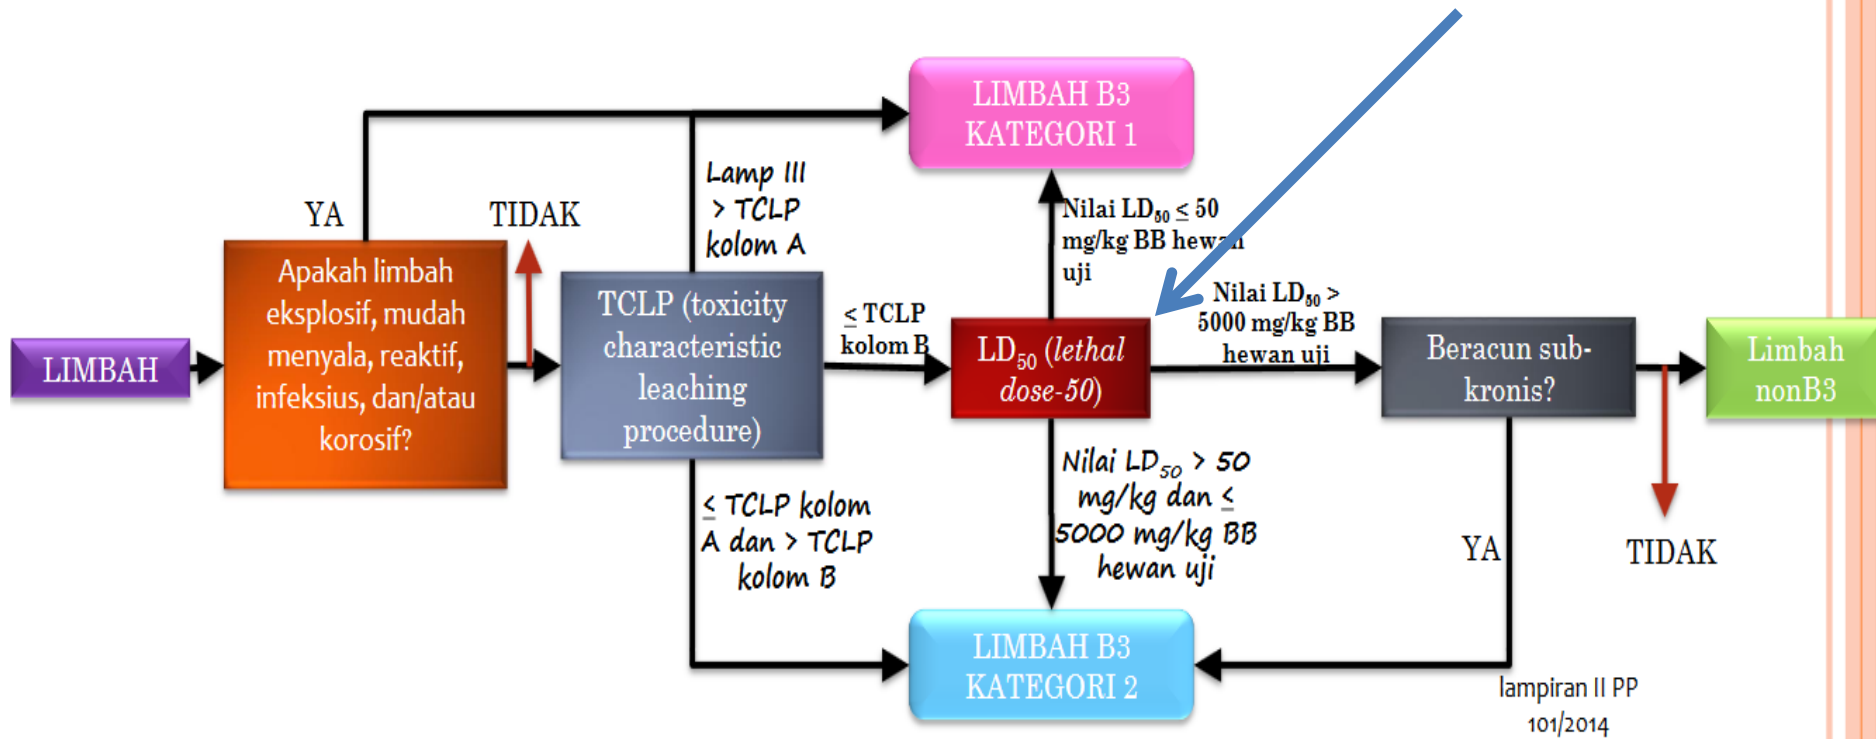 LIMBAH B3
KATEGORI 1
Lamp III
> TCLP
kolom A
YA
TIDAK
Nilai LD₅₀ ≤ 50
mg/kg BB hewan
uji
Apakah limbah
eksplosif, mudah
menyala, reaktif,
infeksius, dan/atau
korosif?
TCLP (toxicity
characteristic
leaching
procedure)
≤ TCLP
kolom B
Nilai LD₅₀ >
5000 mg/kg BB
hewan uji
LIMBAH
LD₅₀ (lethal
dose-50)
Beracun sub-
kronis?
Limbah
nonB3
≤ TCLP kolom
A dan > TCLP
kolom B
Nilai LD₅₀ > 50
mg/kg dan ≤
5000 mg/kg BB
hewan uji
YA
TIDAK
LIMBAH B3
KATEGORI 2
lampiran II PP
101/2014